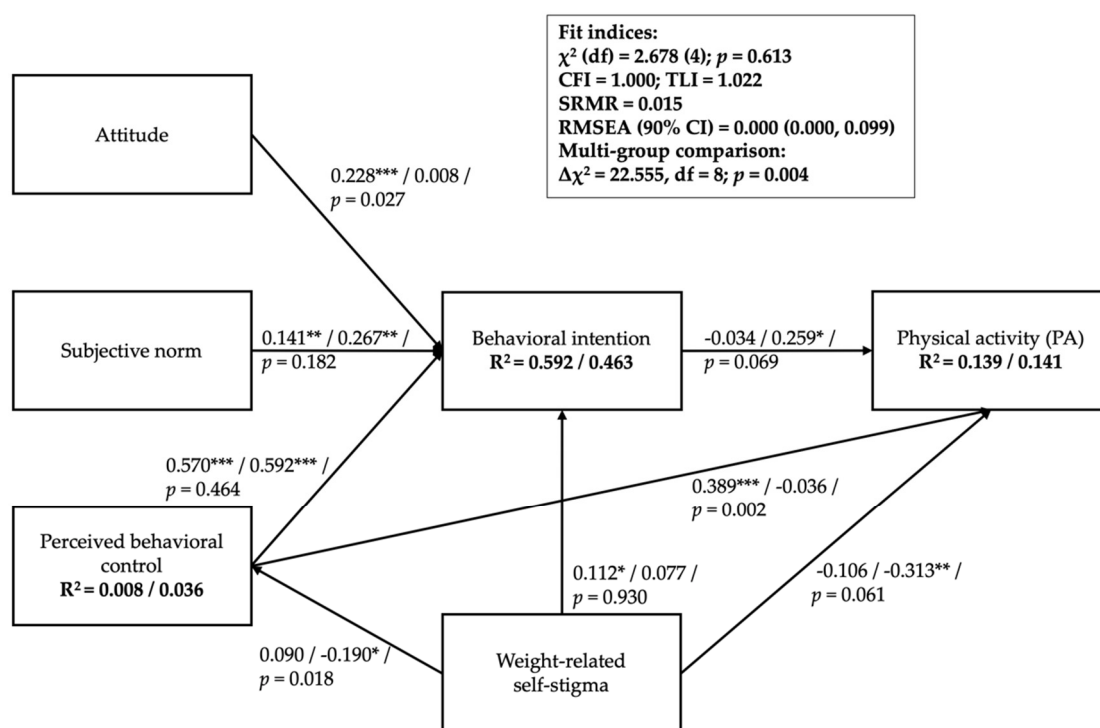 Fit indices:
χ² (df) = 2.678 (4); p = 0.613
CFI = 1.000; TLI = 1.022
SRMR = 0.015
RMSEA (90% CI) = 0.000 (0.000, 0.099)
Multi-group comparison:
Δχ² = 22.555, df = 8; p = 0.004
Attitude
0.228*** / 0.008 /
p = 0.027
Subjective norm
0.141** / 0.267** /
p = 0.182
Behavioral intention
R² = 0.592 / 0.463
-0.034 / 0.259* /
p = 0.069
Physical activity (PA)
R² = 0.139 / 0.141
0.570*** / 0.592*** /
p = 0.464
0.389*** / -0.036 /
p = 0.002
Perceived behavioral
control
R² = 0.008 / 0.036
0.112* / 0.077 /
p = 0.930
-0.106 / -0.313** /
p = 0.061
0.090 / -0.190* /
p = 0.018
Weight-related
self-stigma